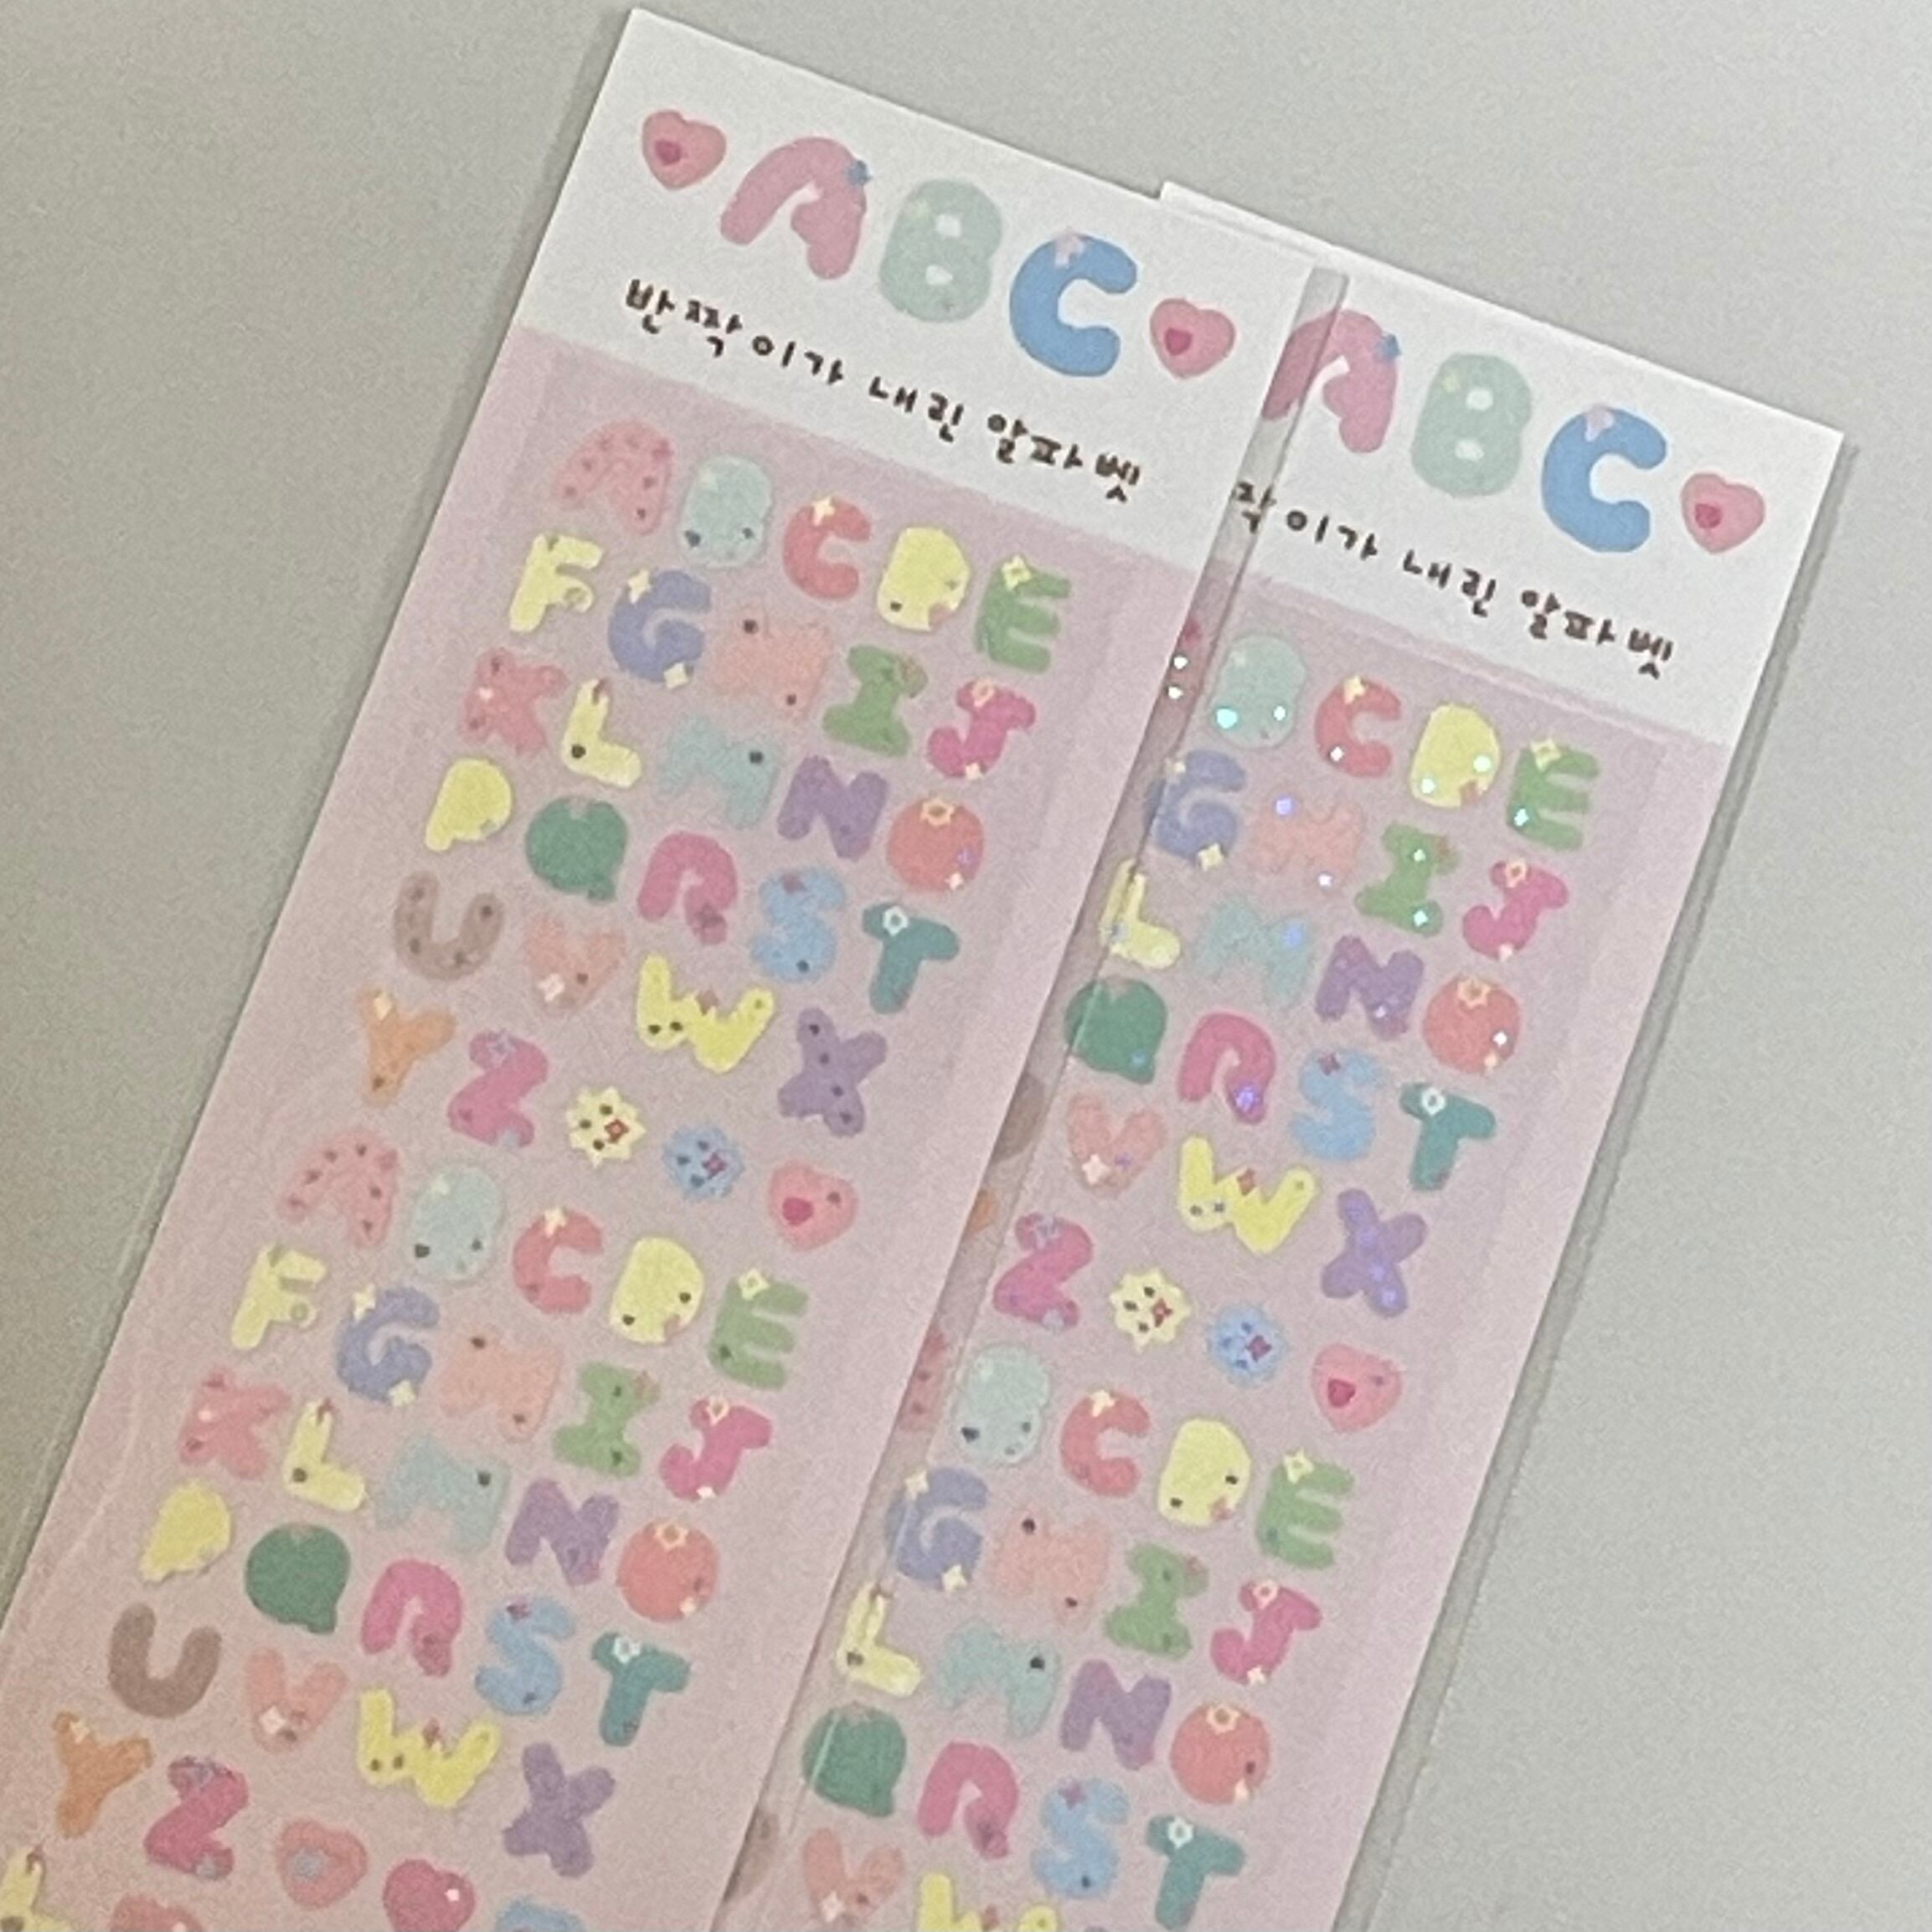 ABC
반짝이가 내린 알파벳
A B C D E
F G H I J
K L M N O
P Q R S T
U V W X
Y Z
A B C D E
F G H I J
K L M N O
P Q R S T
U V W X
Y Z
L
ABC
짝이가 내린 알파벳
B C D E
G H I J
L M N O
Q R S T
V W X
Z
B C D E
G H I J
L M N O
Q R S T
V W